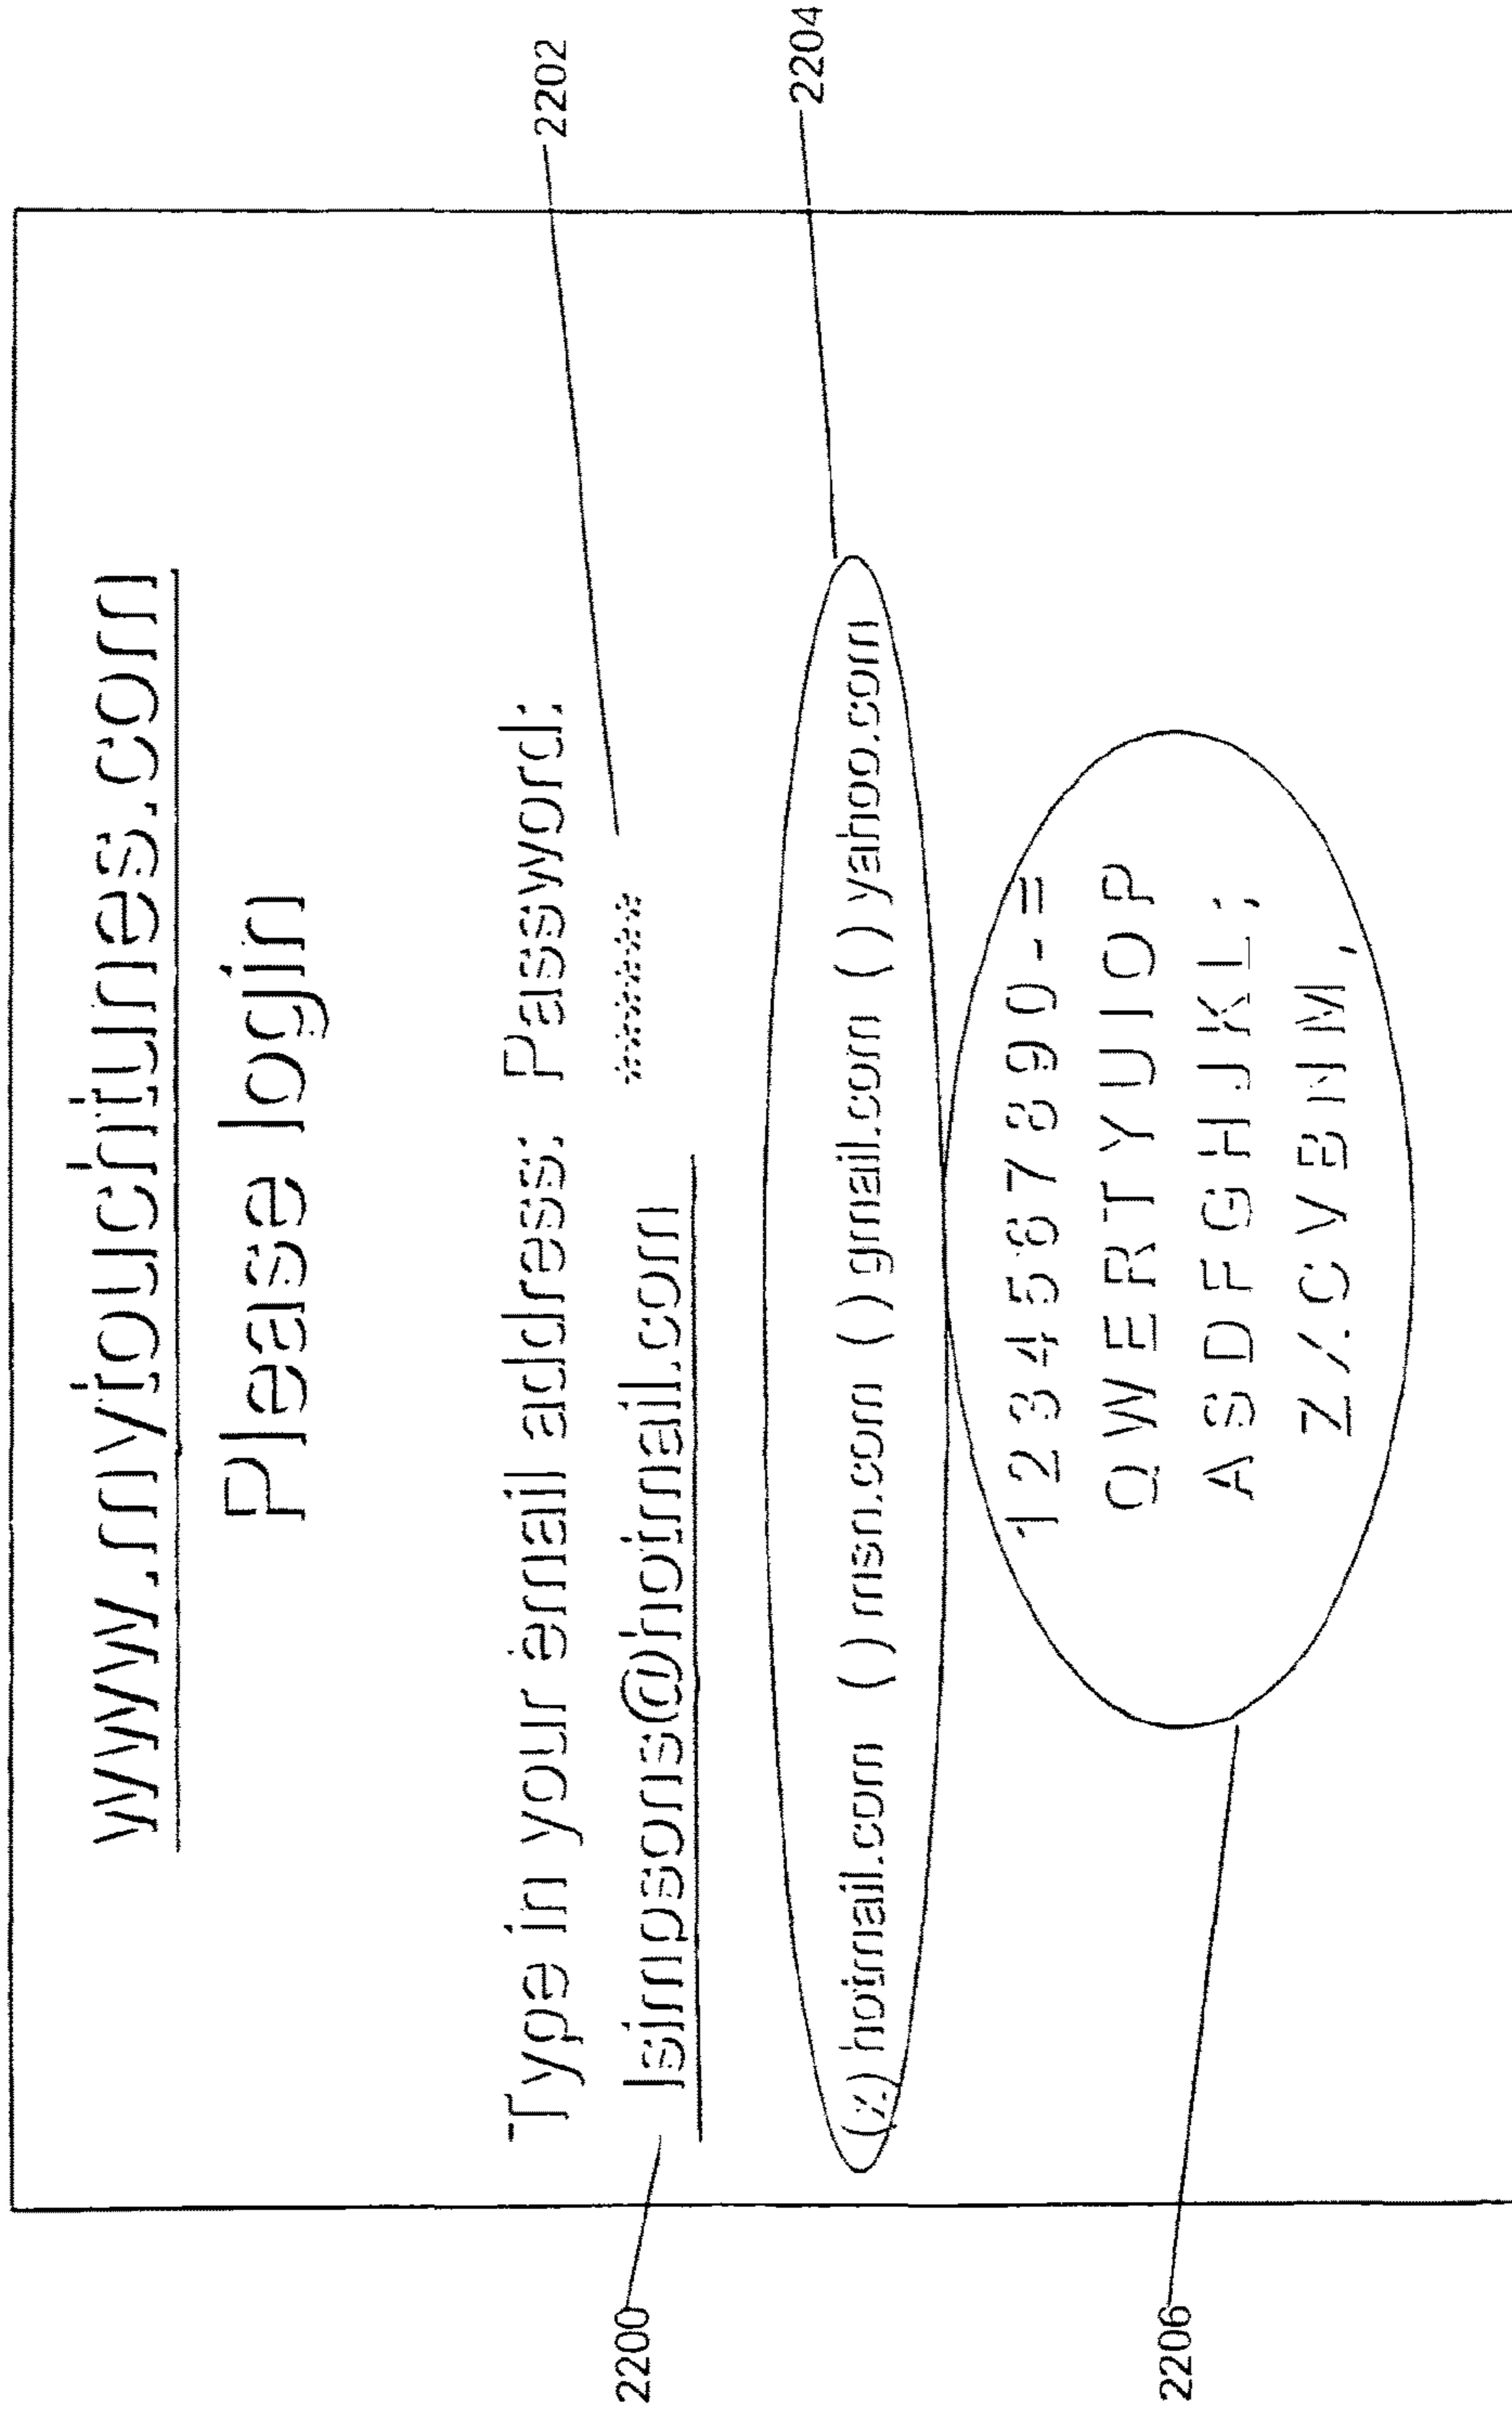 www.mytouchtunes.com
Please login
Type in your email address: Password:
lsimpsons@hotmail.com ******
(x) hotmail.com ( ) msn.com ( ) gmail.com ( ) yahoo.com
1 2 3 4 5 6 7 8 9 0 - =
Q W E R T Y U I O P
A S D F G H J K L ;
Z X C V B N M ,
2200
2202
2204
2206